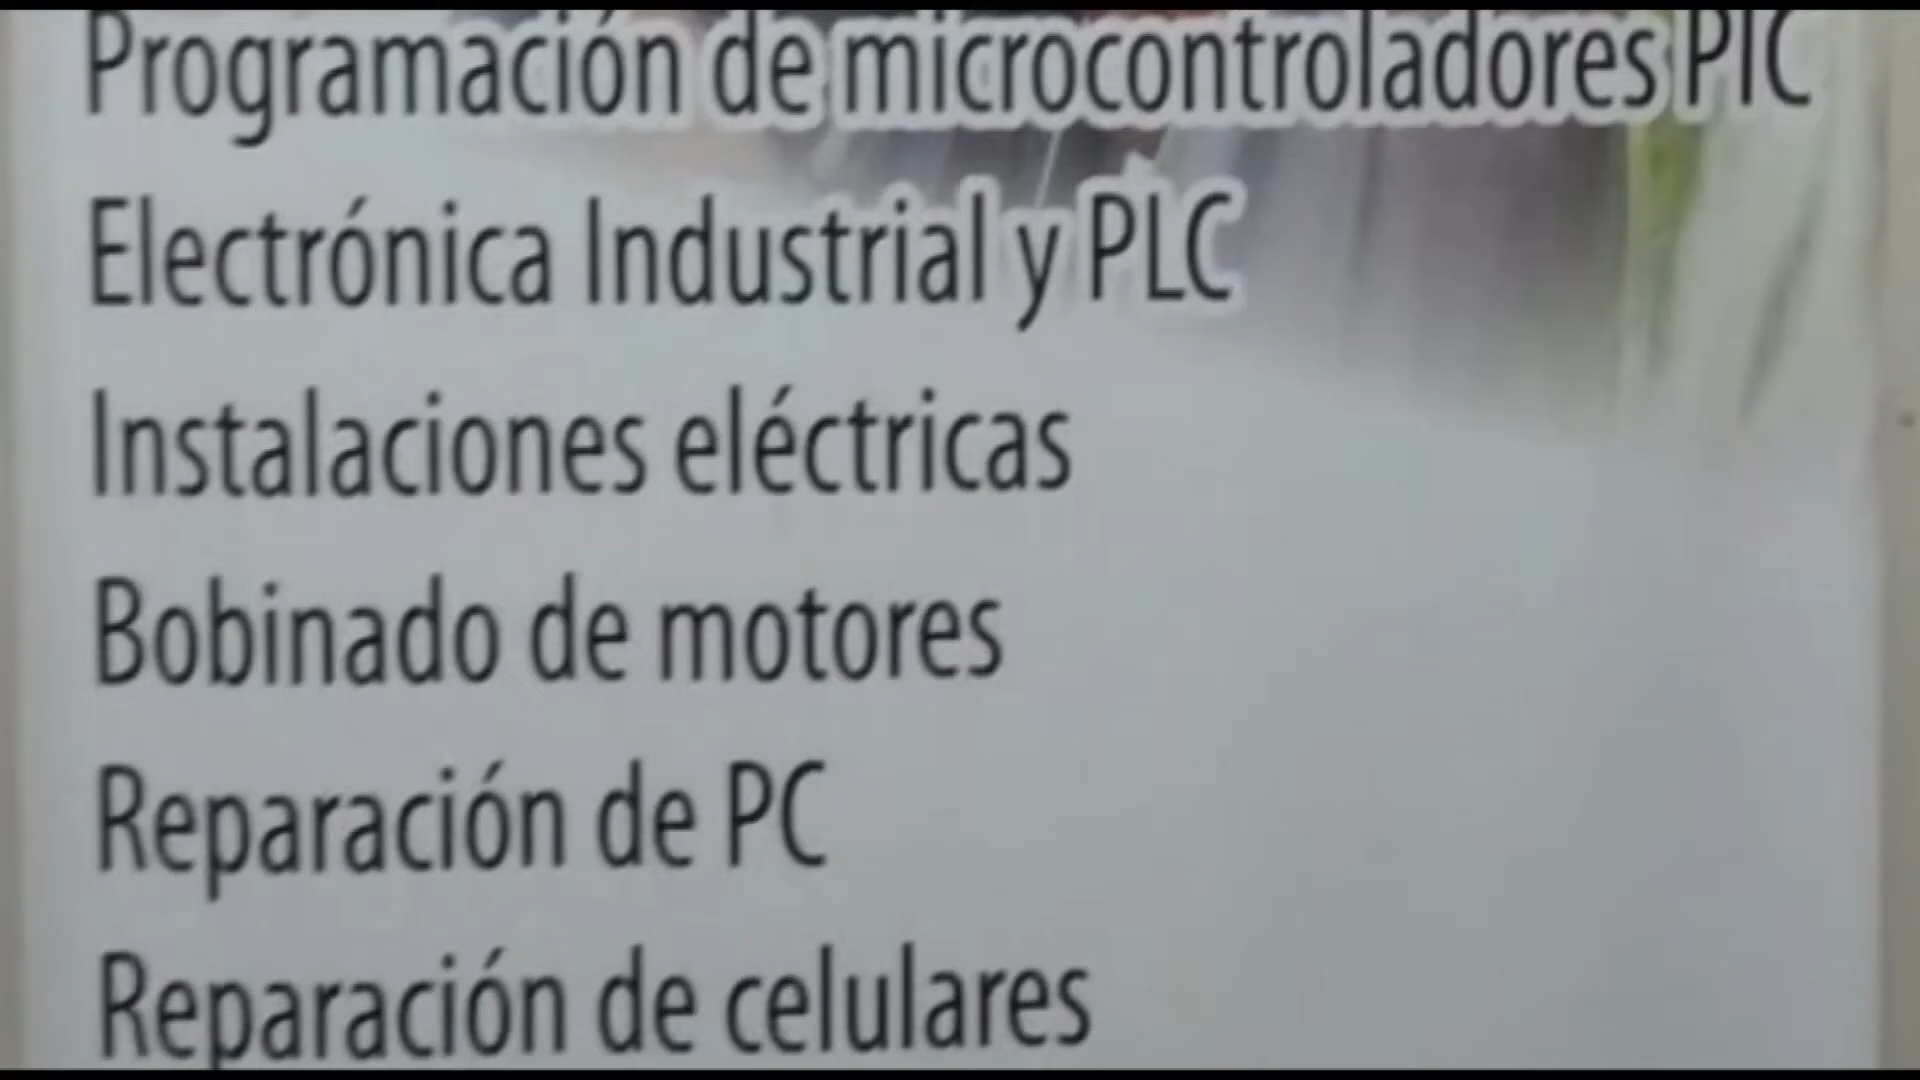 Programación de microcontroladores PIC
Electrónica Industrial y PLC
Instalaciones eléctricas
Bobinado de motores
Reparación de PC
Reparación de celulares